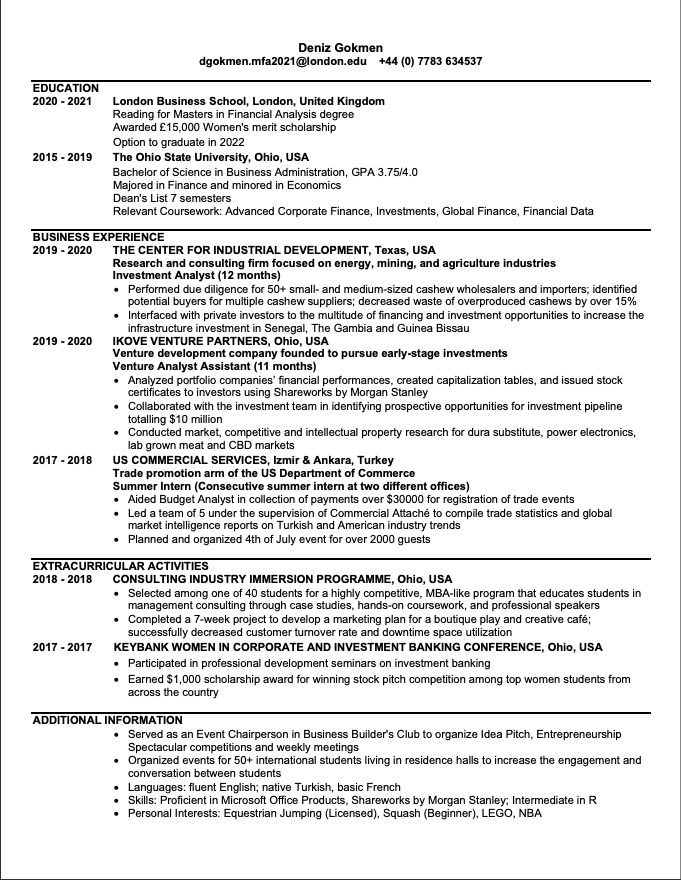 Deniz Gokmen
dgokmen.mfa2021@london.edu +44 (0) 7783 634537
EDUCATION
2020 - 2021 London Business School, London, United Kingdom
Reading for Masters in Financial Analysis degree
Awarded £15,000 Women's merit scholarship
Option to graduate in 2022
2015 - 2019 The Ohio State University, Ohio, USA
Bachelor of Science in Business Administration, GPA 3.75/4.0
Majored in Finance and minored in Economics
Dean's List 7 semesters
Relevant Coursework: Advanced Corporate Finance, Investments, Global Finance, Financial Data
BUSINESS EXPERIENCE
2019 - 2020 THE CENTER FOR INDUSTRIAL DEVELOPMENT, Texas, USA
Research and consulting firm focused on energy, mining, and agriculture industries
Investment Analyst (12 months)
• Performed due diligence for 50+ small- and medium-sized cashew wholesalers and importers; identified
potential buyers for multiple cashew suppliers; decreased waste of overproduced cashews by over 15%
• Interfaced with private investors to the multitude of financing and investment opportunities to increase the
infrastructure investment in Senegal, The Gambia and Guinea Bissau
2019 - 2020 IKOVE VENTURE PARTNERS, Ohio, USA
Venture development company founded to pursue early-stage investments
Venture Analyst Assistant (11 months)
• Analyzed portfolio companies' financial performances, created capitalization tables, and issued stock
certificates to investors using Shareworks by Morgan Stanley
• Collaborated with the investment team in identifying prospective opportunities for investment pipeline
totalling $10 million
• Conducted market, competitive and intellectual property research for dura substitute, power electronics,
lab grown meat and CBD markets
2017 - 2018 US COMMERCIAL SERVICES, Izmir & Ankara, Turkey
Trade promotion arm of the US Department of Commerce
Summer Intern (Consecutive summer intern at two different offices)
• Aided Budget Analyst in collection of payments over $30000 for registration of trade events
• Led a team of 5 under the supervision of Commercial Attaché to compile trade statistics and global
market intelligence reports on Turkish and American industry trends
• Planned and organized 4th of July event for over 2000 guests
EXTRACURRICULAR ACTIVITIES
2018 - 2018 CONSULTING INDUSTRY IMMERSION PROGRAMME, Ohio, USA
• Selected among one of 40 students for a highly competitive, MBA-like program that educates students in
management consulting through case studies, hands-on coursework, and professional speakers
• Completed a 7-week project to develop a marketing plan for a boutique play and creative café;
successfully decreased customer turnover rate and downtime space utilization
2017 - 2017 KEYBANK WOMEN IN CORPORATE AND INVESTMENT BANKING CONFERENCE, Ohio, USA
• Participated in professional development seminars on investment banking
• Earned $1,000 scholarship award for winning stock pitch competition among top women students from
across the country
ADDITIONAL INFORMATION
• Served as an Event Chairperson in Business Builder's Club to organize Idea Pitch, Entrepreneurship
Spectacular competitions and weekly meetings
• Organized events for 50+ international students living in residence halls to increase the engagement and
conversation between students
• Languages: fluent English; native Turkish, basic French
• Skills: Proficient in Microsoft Office Products, Shareworks by Morgan Stanley; Intermediate in R
• Personal Interests: Equestrian Jumping (Licensed), Squash (Beginner), LEGO, NBA